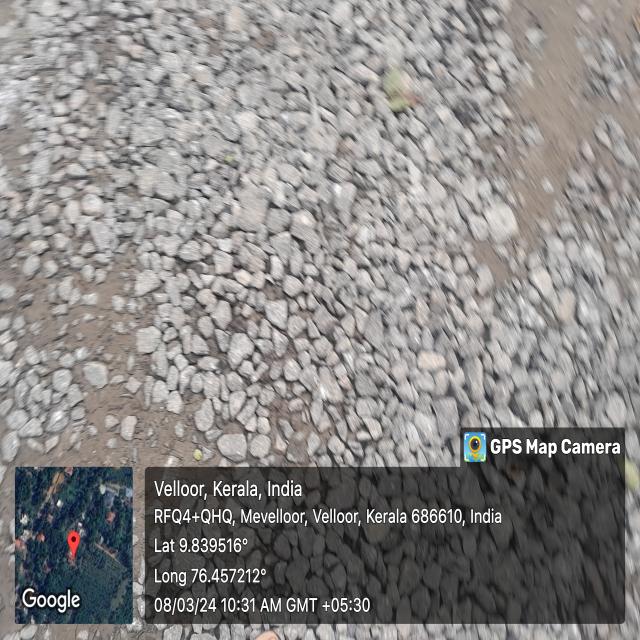 GPS Map Camera
Velloor, Kerala, India
RFQ4+QHQ, Mevelloor, Velloor, Kerala 686610, India
Lat 9.839516°
Long 76.457212°
08/03/24 10:31 AM GMT +05:30
Google